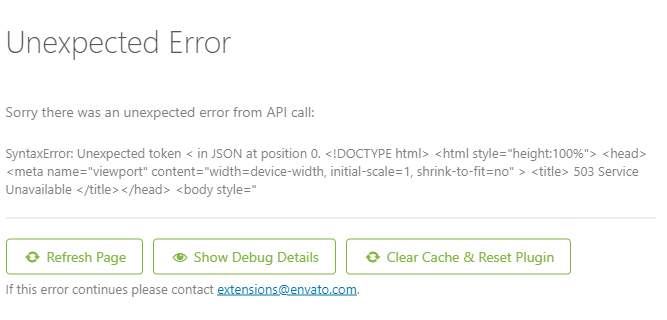 Unexpected Error
Sorry there was an unexpected error from API call:
SyntaxError: Unexpected token < in JSON at position 0. <!DOCTYPE html> <html style="height:100%"> <head>
<meta name="viewport" content="width=device-width, initial-scale=1, shrink-to-fit=no" > <title> 503 Service
Unavailable </title></head> <body style="
Refresh Page Show Debug Details Clear Cache & Reset Plugin
If this error continues please contact extensions@envato.com.